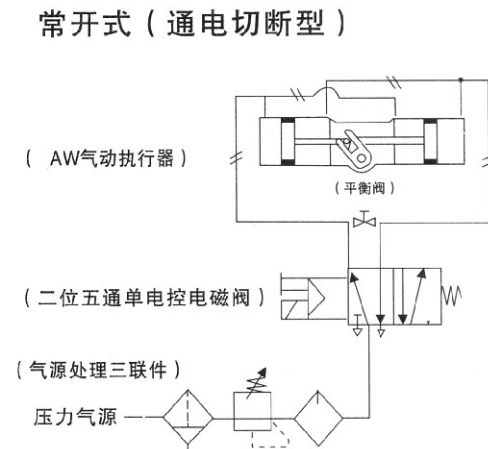 常开式（通电切断型）
（ AW气动执行器）
（平衡阀）
（二位五通单电控电磁阀）
（气源处理三联件）
压力气源